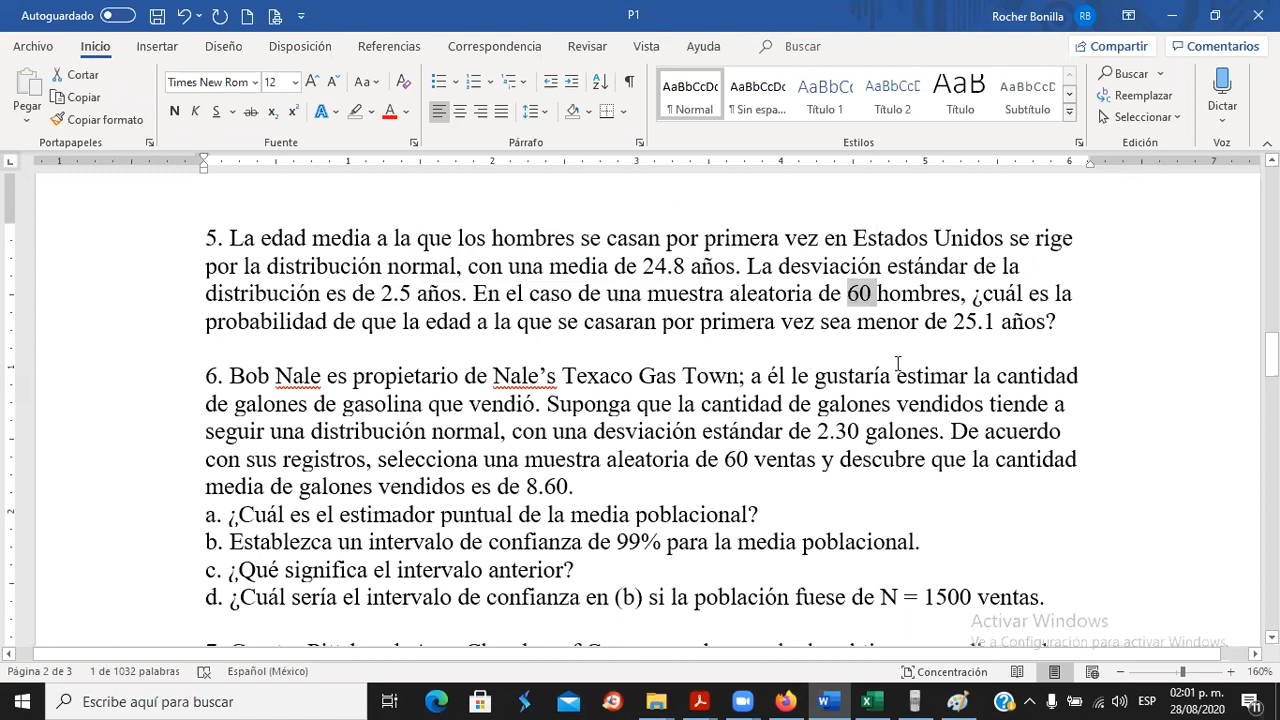 Autoguardado
P1
Rocher Bonilla
RB
Archivo Inicio Insertar Diseño Disposición Referencias Correspondencia Revisar Vista Ayuda Buscar Compartir Comentarios
Pegar
Cortar
Copiar
Copiar formato
Portapapeles
Times New Rom 12
N K S ab x₂ x²
Fuente
Párrafo
AaBbCcDc AaBbCcDc AaBbCc AaBbCcD AaB AaBbCcD
¶ Normal ¶ Sin espa... Título 1 Título 2 Título Subtítulo
Estilos
Buscar
Reemplazar
Seleccionar
Edición
Dictar
Voz
1 1 2 3 4 5 6 7
5. La edad media a la que los hombres se casan por primera vez en Estados Unidos se rige
por la distribución normal, con una media de 24.8 años. La desviación estándar de la
distribución es de 2.5 años. En el caso de una muestra aleatoria de 60 hombres, ¿cuál es la
probabilidad de que la edad a la que se casaran por primera vez sea menor de 25.1 años?
6. Bob Nale es propietario de Nale’s Texaco Gas Town; a él le gustaría estimar la cantidad
de galones de gasolina que vendió. Suponga que la cantidad de galones vendidos tiende a
seguir una distribución normal, con una desviación estándar de 2.30 galones. De acuerdo
con sus registros, selecciona una muestra aleatoria de 60 ventas y descubre que la cantidad
media de galones vendidos es de 8.60.
a. ¿Cuál es el estimador puntual de la media poblacional?
b. Establezca un intervalo de confianza de 99% para la media poblacional.
c. ¿Qué significa el intervalo anterior?
d. ¿Cuál sería el intervalo de confianza en (b) si la población fuese de N = 1500 ventas.
Activar Windows
Ve a Configuración para activar Windows.
Página 2 de 3 1 de 1032 palabras Español (México) Concentración 160%
Escribe aquí para buscar
ESP
02:01 p. m.
28/08/2020
11